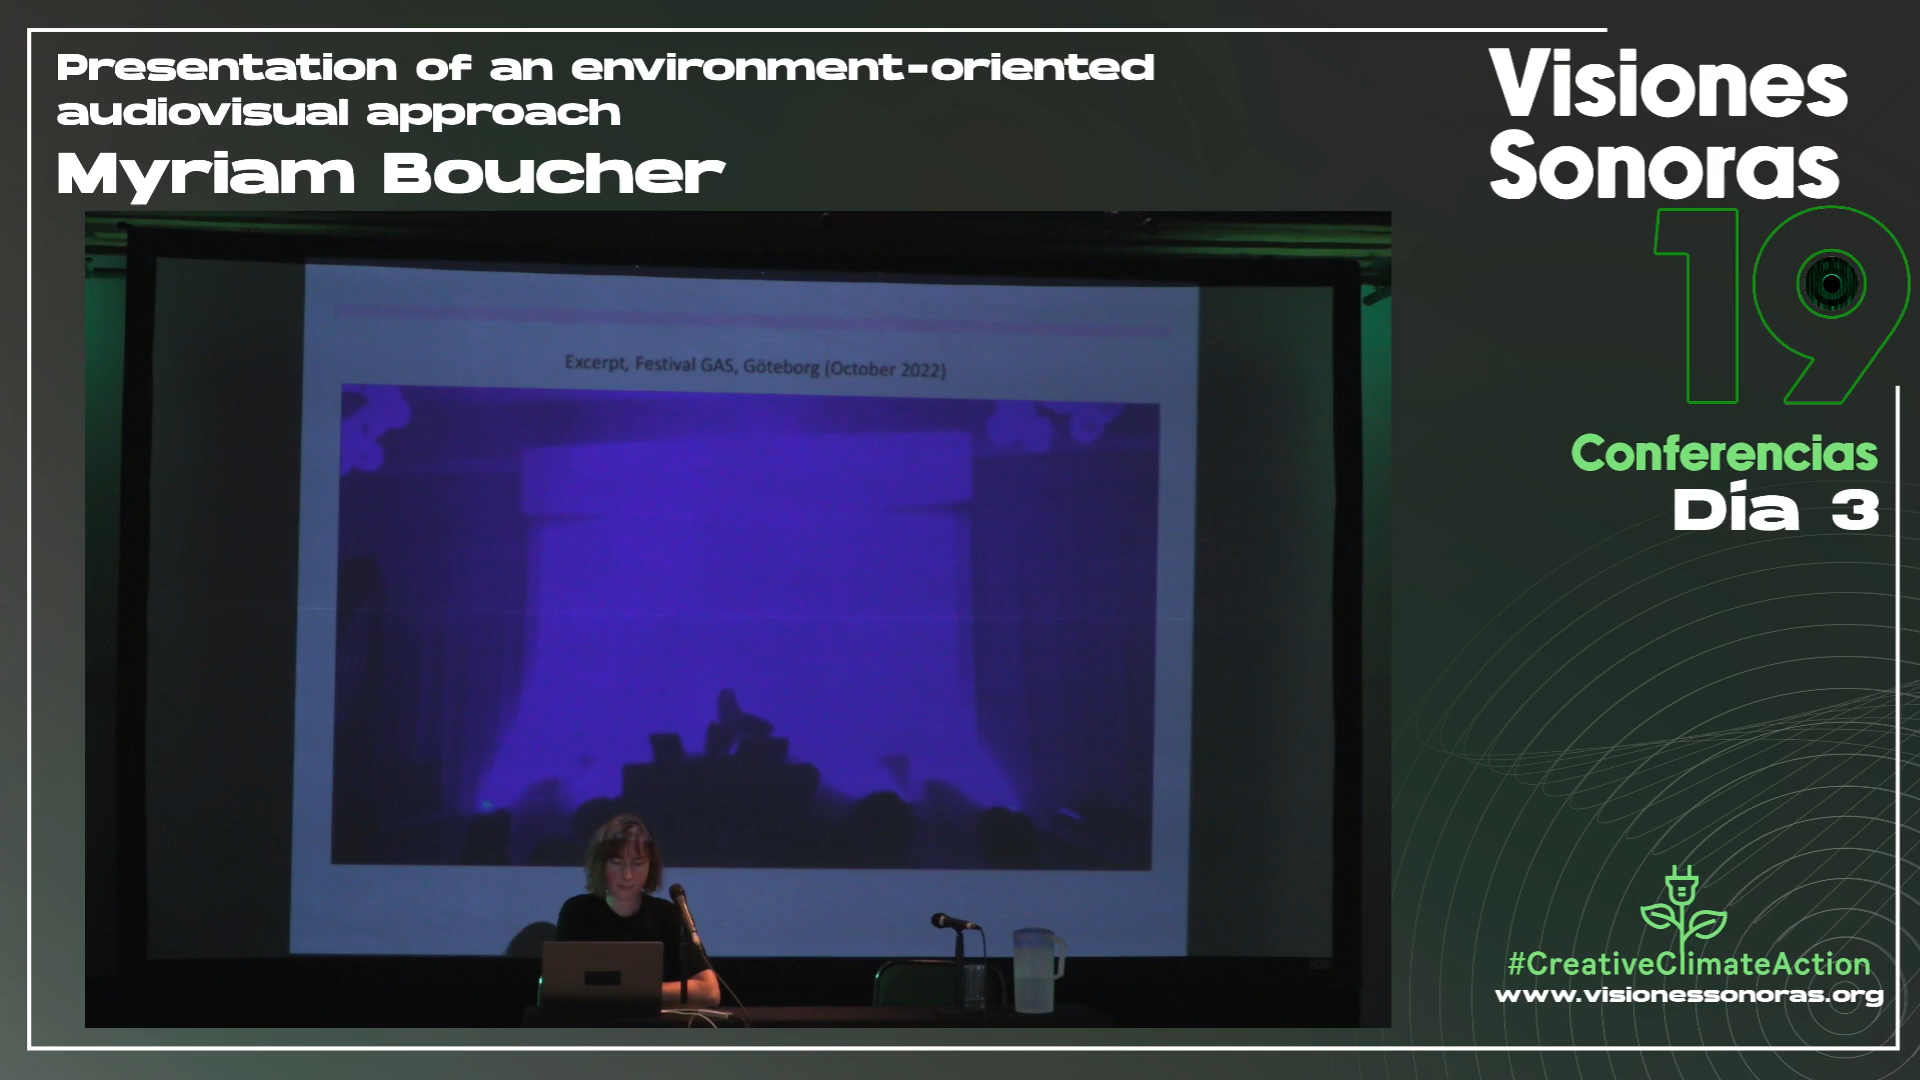 Presentation of an environment-oriented
audiovisual approach
Myriam Boucher
Visiones
Sonoras
19
Conferencias
Día 3
Excerpt, Festival GAS, Göteborg (October 2022)
#CreativeClimateAction
www.visionessonoras.org